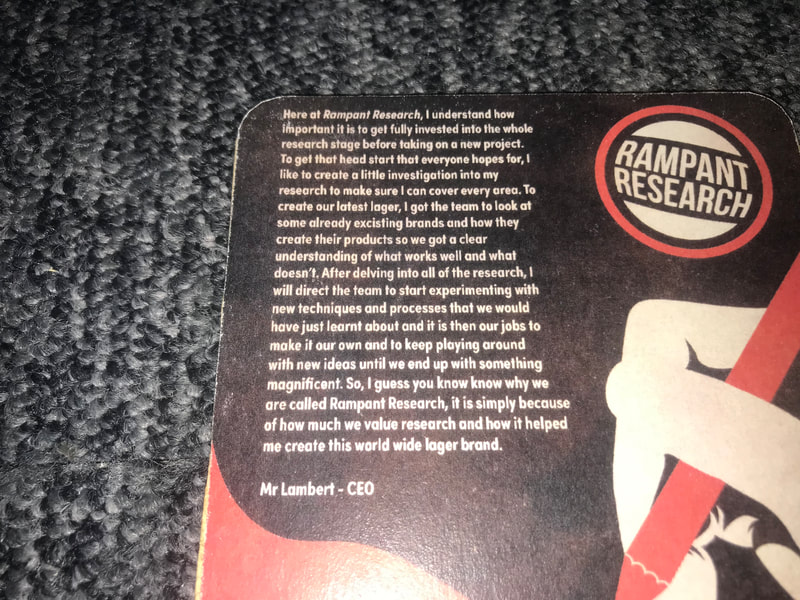 Here at Rampant Research, I understand how
important it is to get fully invested into the whole
research stage before taking on a new project.
To get that head start that everyone hopes for, I
like to create a little investigation into my
research to make sure I can cover every area. To
create our latest lager, I got the team to look at
some already excisting brands and how they
create their products so we got a clear
understanding of what works well and what
doesn't. After delving into all of the research, I
will direct the team to start experimenting with
new techniques and processes that we would
have just learnt about and it is then our jobs to
make it our own and to keep playing around
with new ideas until we end up with something
magnificent. So, I guess you know know why we
are called Rampant Research, it is simply because
of how much we value research and how it helped
me create this world wide lager brand.
Mr Lambert - CEO
RAMPANT
RESEARCH